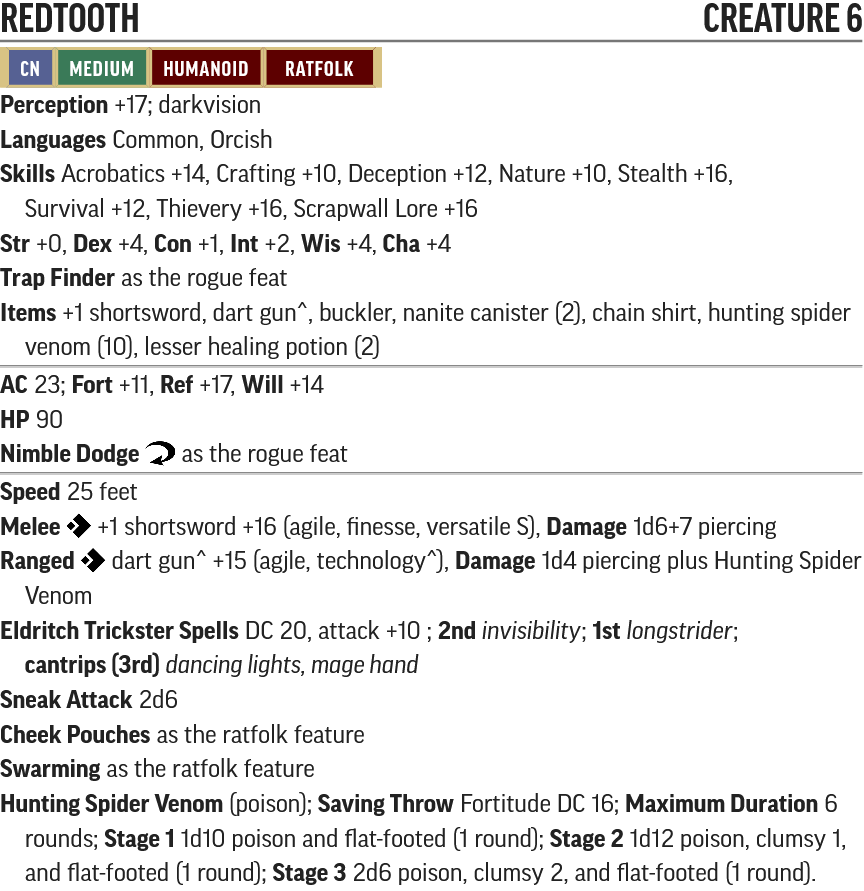 REDTOOTH CREATURE 6
CN MEDIUM HUMANOID RATFOLK
Perception +17; darkvision
Languages Common, Orcish
Skills Acrobatics +14, Crafting +10, Deception +12, Nature +10, Stealth +16,
Survival +12, Thievery +16, Scrapwall Lore +16
Str +0, Dex +4, Con +1, Int +2, Wis +4, Cha +4
Trap Finder as the rogue feat
Items +1 shortsword, dart gun^, buckler, nanite canister (2), chain shirt, hunting spider
venom (10), lesser healing potion (2)
AC 23; Fort +11, Ref +17, Will +14
HP 90
Nimble Dodge as the rogue feat
Speed 25 feet
Melee +1 shortsword +16 (agile, finesse, versatile S), Damage 1d6+7 piercing
Ranged dart gun^ +15 (agjle, technology^), Damage 1d4 piercing plus Hunting Spider
Venom
Eldritch Trickster Spells DC 20, attack +10 ; 2nd invisibility; 1st longstrider;
cantrips (3rd) dancing lights, mage hand
Sneak Attack 2d6
Cheek Pouches as the ratfolk feature
Swarming as the ratfolk feature
Hunting Spider Venom (poison); Saving Throw Fortitude DC 16; Maximum Duration 6
rounds; Stage 1 1d10 poison and flat-footed (1 round); Stage 2 1d12 poison, clumsy 1,
and flat-footed (1 round); Stage 3 2d6 poison, clumsy 2, and flat-footed (1 round).